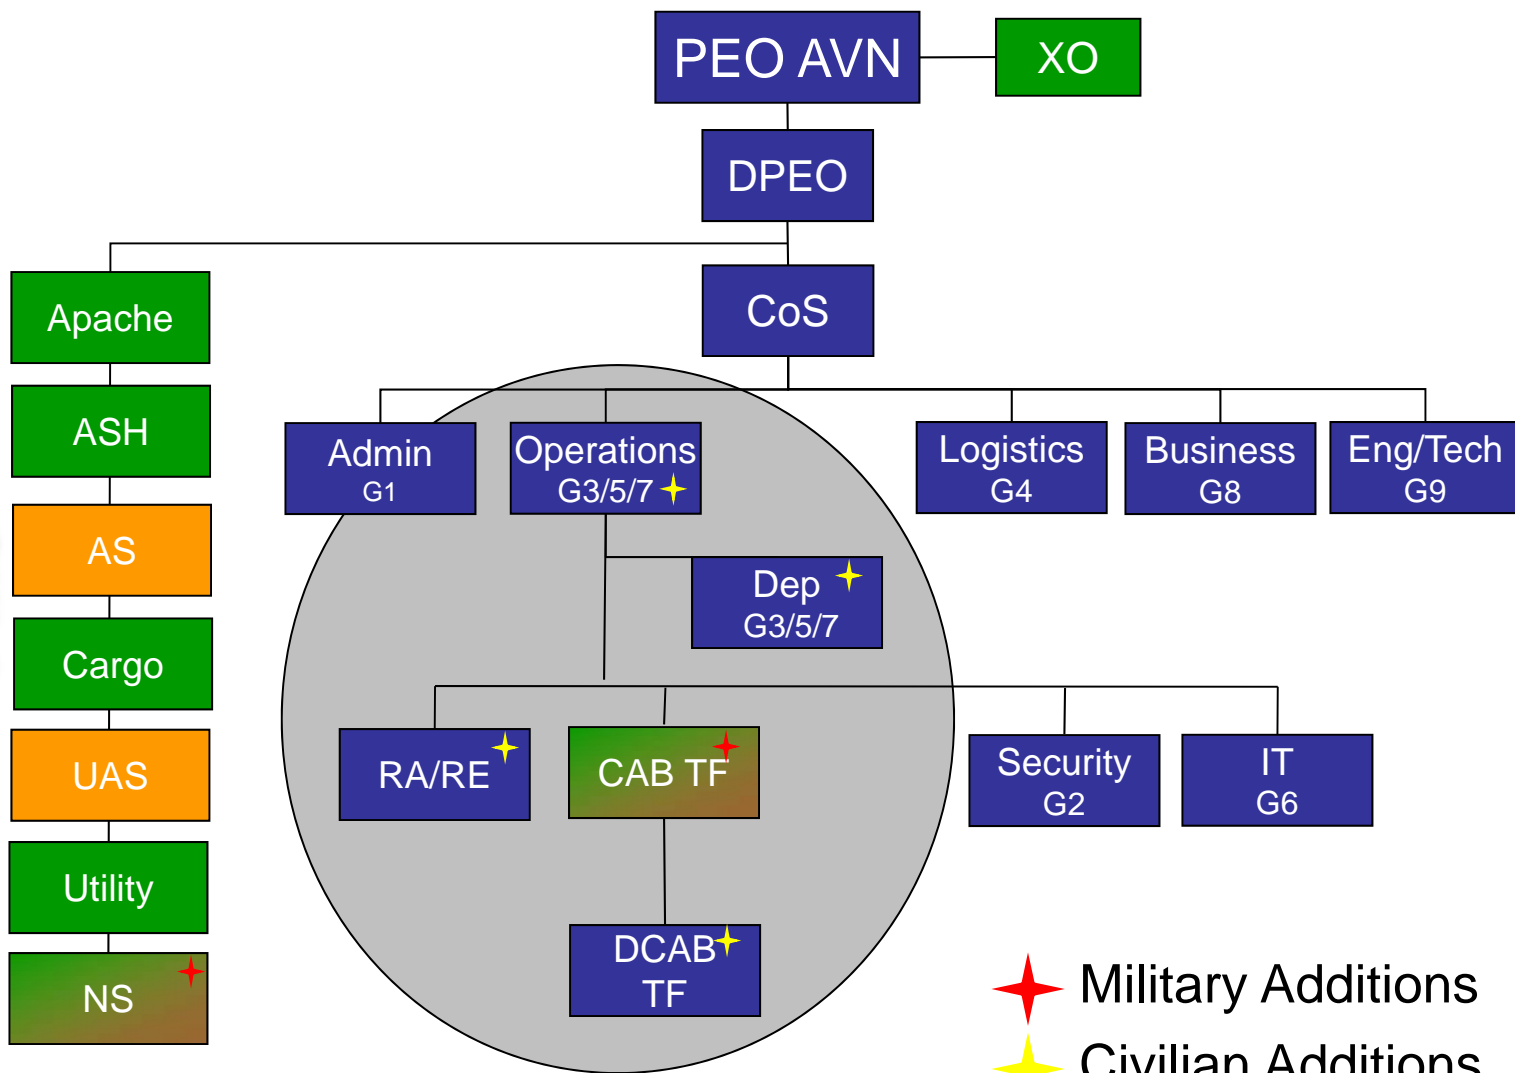 PEO AVN
XO
DPEO
CoS
Apache
ASH
AS
Cargo
UAS
Utility
NS
Admin
G1
Operations
G3/5/7
Logistics
G4
Business
G8
Eng/Tech
G9
Dep
G3/5/7
RA/RE
CAB TF
Security
G2
IT
G6
DCAB
TF
Military Additions
Civilian Additions